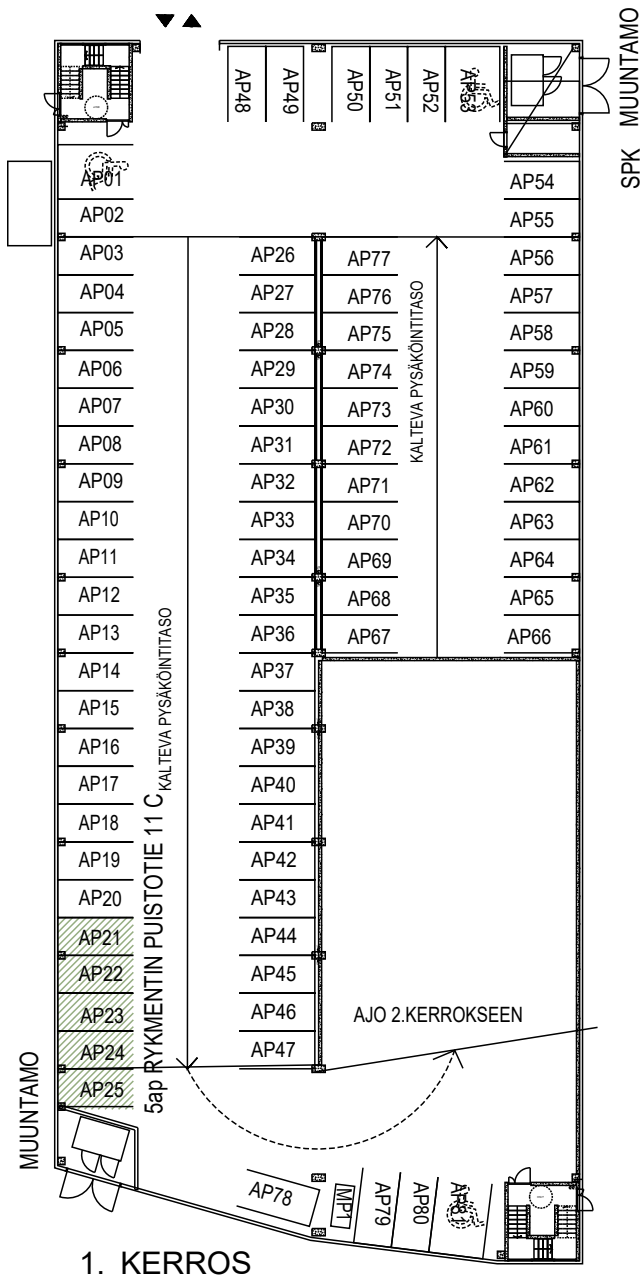 AP48
AP49
AP50
AP51
AP52
AP53
SPK MUUNTAMO
AP01
AP02
AP03
AP04
AP05
AP06
AP07
AP08
AP09
AP10
AP11
AP12
AP13
AP14
AP15
AP16
AP17
AP18
AP19
AP20
AP21
AP22
AP23
AP24
AP25
5ap RYKMENTIN PUISTOTIE 11 C
KALTEVA PYSÄKÖINTITASO
AP26
AP27
AP28
AP29
AP30
AP31
AP32
AP33
AP34
AP35
AP36
AP37
AP38
AP39
AP40
AP41
AP42
AP43
AP44
AP45
AP46
AP47
AP77
AP76
AP75
AP74
AP73
AP72
AP71
AP70
AP69
AP68
AP67
KALTEVA PYSÄKÖINTITASO
AP54
AP55
AP56
AP57
AP58
AP59
AP60
AP61
AP62
AP63
AP64
AP65
AP66
AJO 2.KERROKSEEN
MUUNTAMO
AP78
MP1
AP79
AP80
AP81
1. KERROS